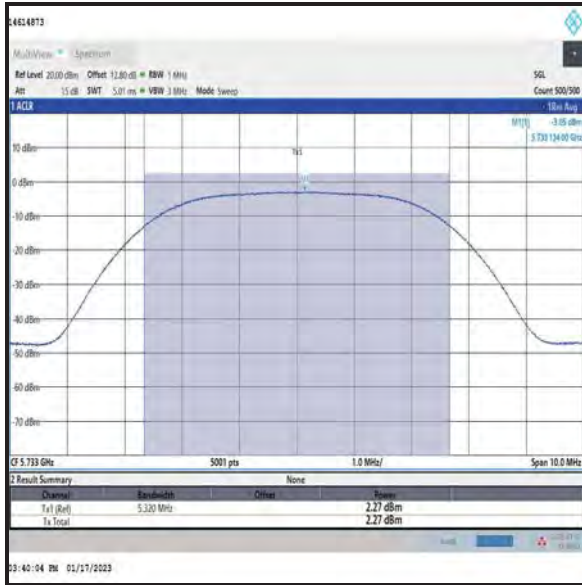 14614873
MultiView Spectrum
Ref Level 20.00 dBm Offset 12.80 dB RBW 1 MHz SGL
Att 15 dB SWT 5.01 ms VBW 3 MHz Mode Sweep Count 500/500
1 ACLR 1Rm Avg
M1[1] -3.05 dBm
5.733 134 00 GHz
10 dBm
Tx1
0 dBm
M1
-10 dBm
-20 dBm
-30 dBm
-40 dBm
-50 dBm
-60 dBm
-70 dBm
CF 5.733 GHz 5001 pts 1.0 MHz/ Span 10.0 MHz
2 Result Summary None
Channel Bandwidth Offset Power
Tx1 (Ref) 5.320 MHz 2.27 dBm
Tx Total 2.27 dBm
03:40:04 PM 01/17/2023